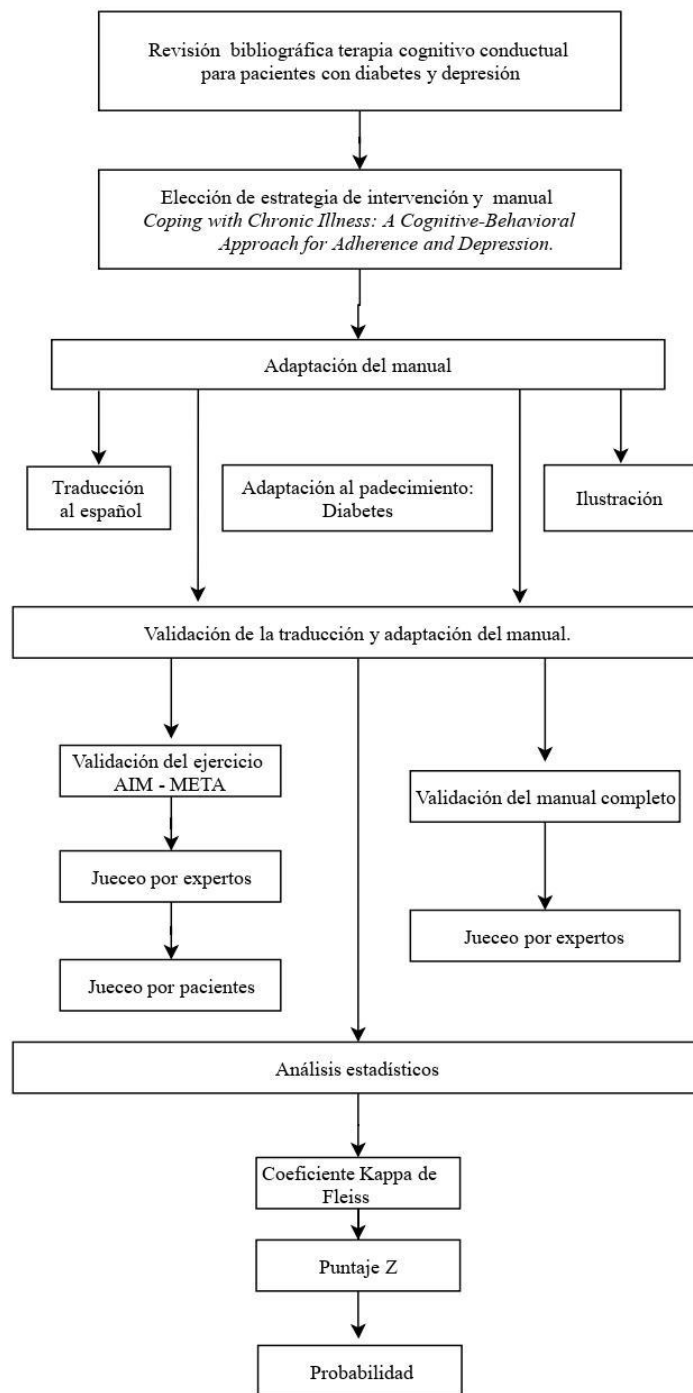 Revisión bibliográfica terapia cognitivo conductual
para pacientes con diabetes y depresión
Elección de estrategia de intervención y manual
Coping with Chronic Illness: A Cognitive-Behavioral
Approach for Adherence and Depression.
Adaptación del manual
Traducción
al español
Adaptación al padecimiento:
Diabetes
Ilustración
Validación de la traducción y adaptación del manual.
Validación del ejercicio
AIM - META
Validación del manual completo
Jueceo por expertos
Jueceo por expertos
Jueceo por pacientes
Análisis estadísticos
Coeficiente Kappa de
Fleiss
Puntaje Z
Probabilidad